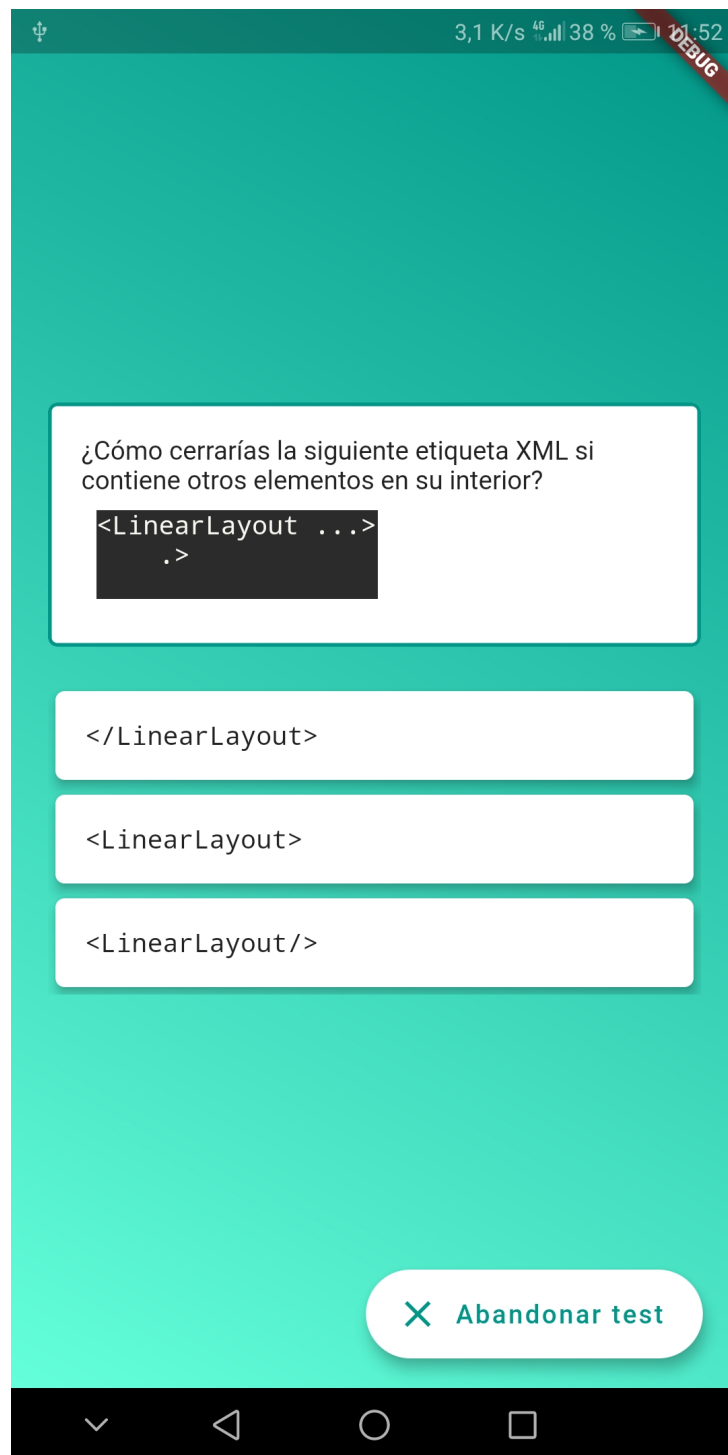 3,1 K/s 4G 38 % 11:52
DEBUG
¿Cómo cerrarías la siguiente etiqueta XML si
contiene otros elementos en su interior?
<LinearLayout ...>
.>
</LinearLayout>
<LinearLayout>
<LinearLayout/>
Abandonar test